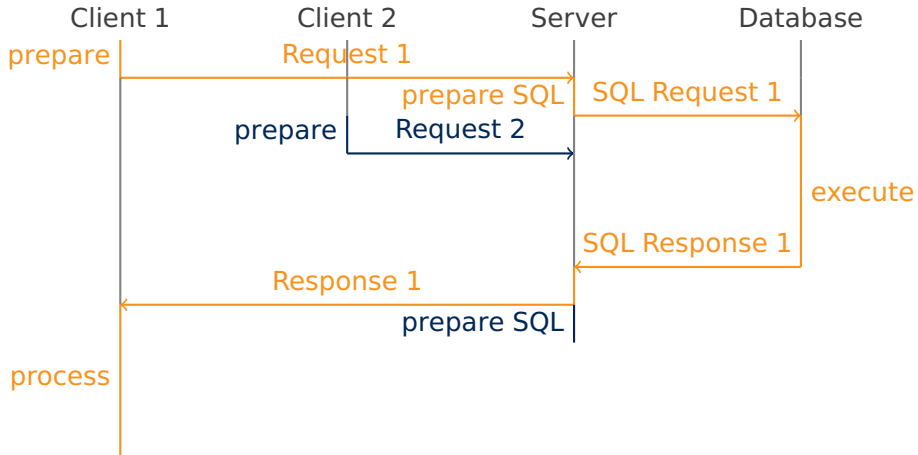 Client 1
Client 2
Server
Database
prepare
Request 1
prepare SQL
SQL Request 1
prepare
Request 2
execute
SQL Response 1
Response 1
prepare SQL
process